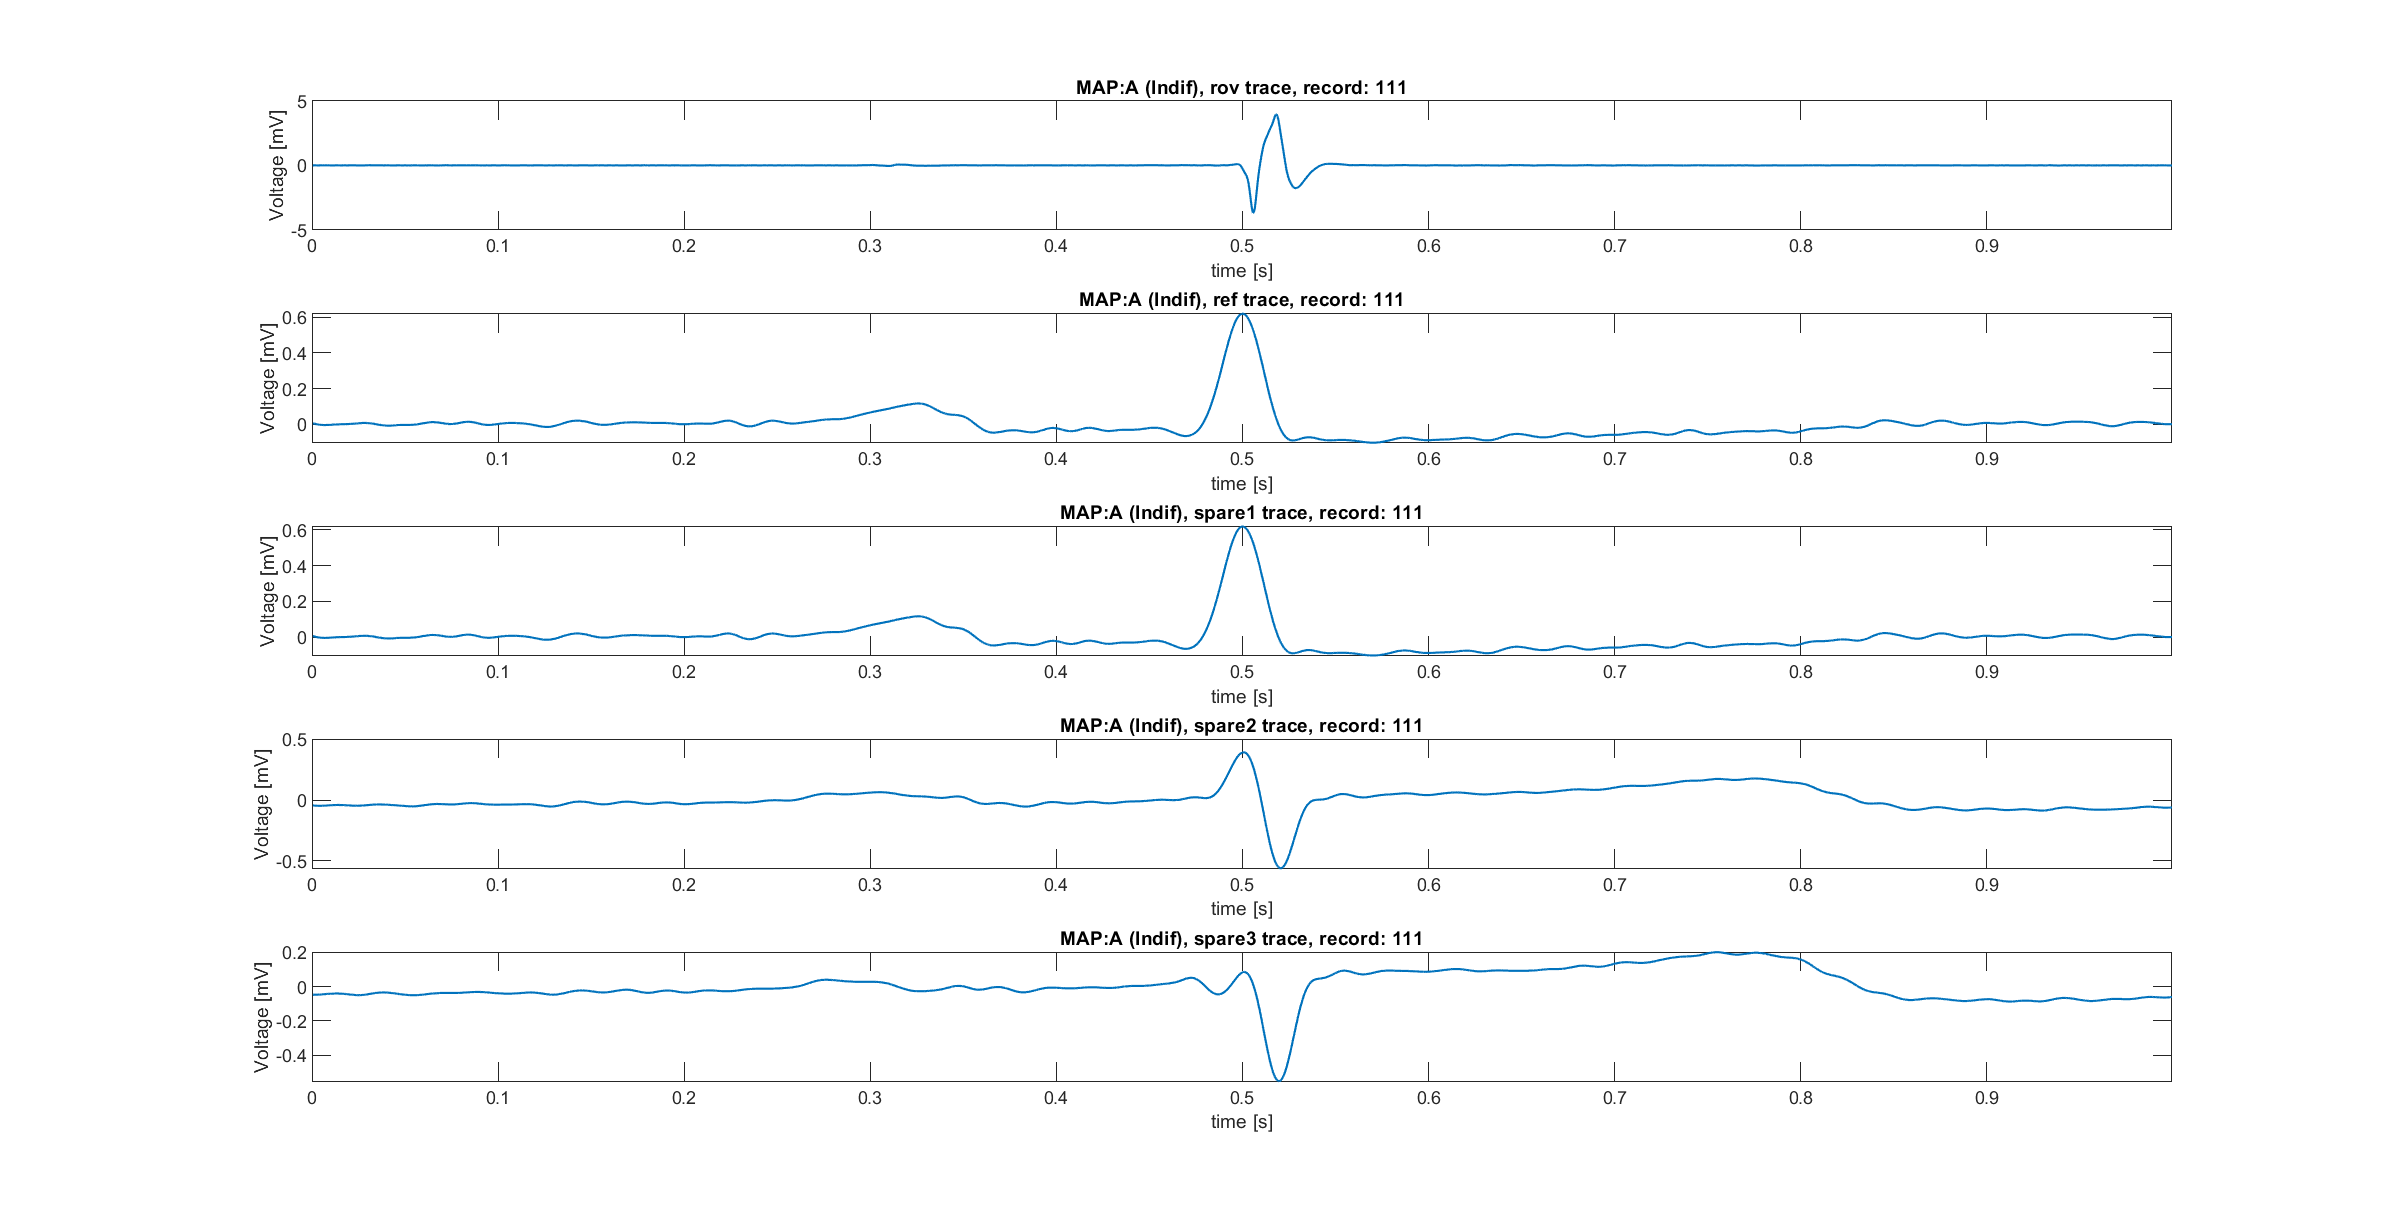 MAP:A (Indif), rov trace, record: 111
Voltage [mV]
5
0
-5
0 0.1 0.2 0.3 0.4 0.5 0.6 0.7 0.8 0.9
time [s]
MAP:A (Indif), ref trace, record: 111
Voltage [mV]
0.6
0.4
0.2
0
0 0.1 0.2 0.3 0.4 0.5 0.6 0.7 0.8 0.9
time [s]
MAP:A (Indif), spare1 trace, record: 111
Voltage [mV]
0.6
0.4
0.2
0
0 0.1 0.2 0.3 0.4 0.5 0.6 0.7 0.8 0.9
time [s]
MAP:A (Indif), spare2 trace, record: 111
Voltage [mV]
0.5
0
-0.5
0 0.1 0.2 0.3 0.4 0.5 0.6 0.7 0.8 0.9
time [s]
MAP:A (Indif), spare3 trace, record: 111
Voltage [mV]
0.2
0
-0.2
-0.4
0 0.1 0.2 0.3 0.4 0.5 0.6 0.7 0.8 0.9
time [s]